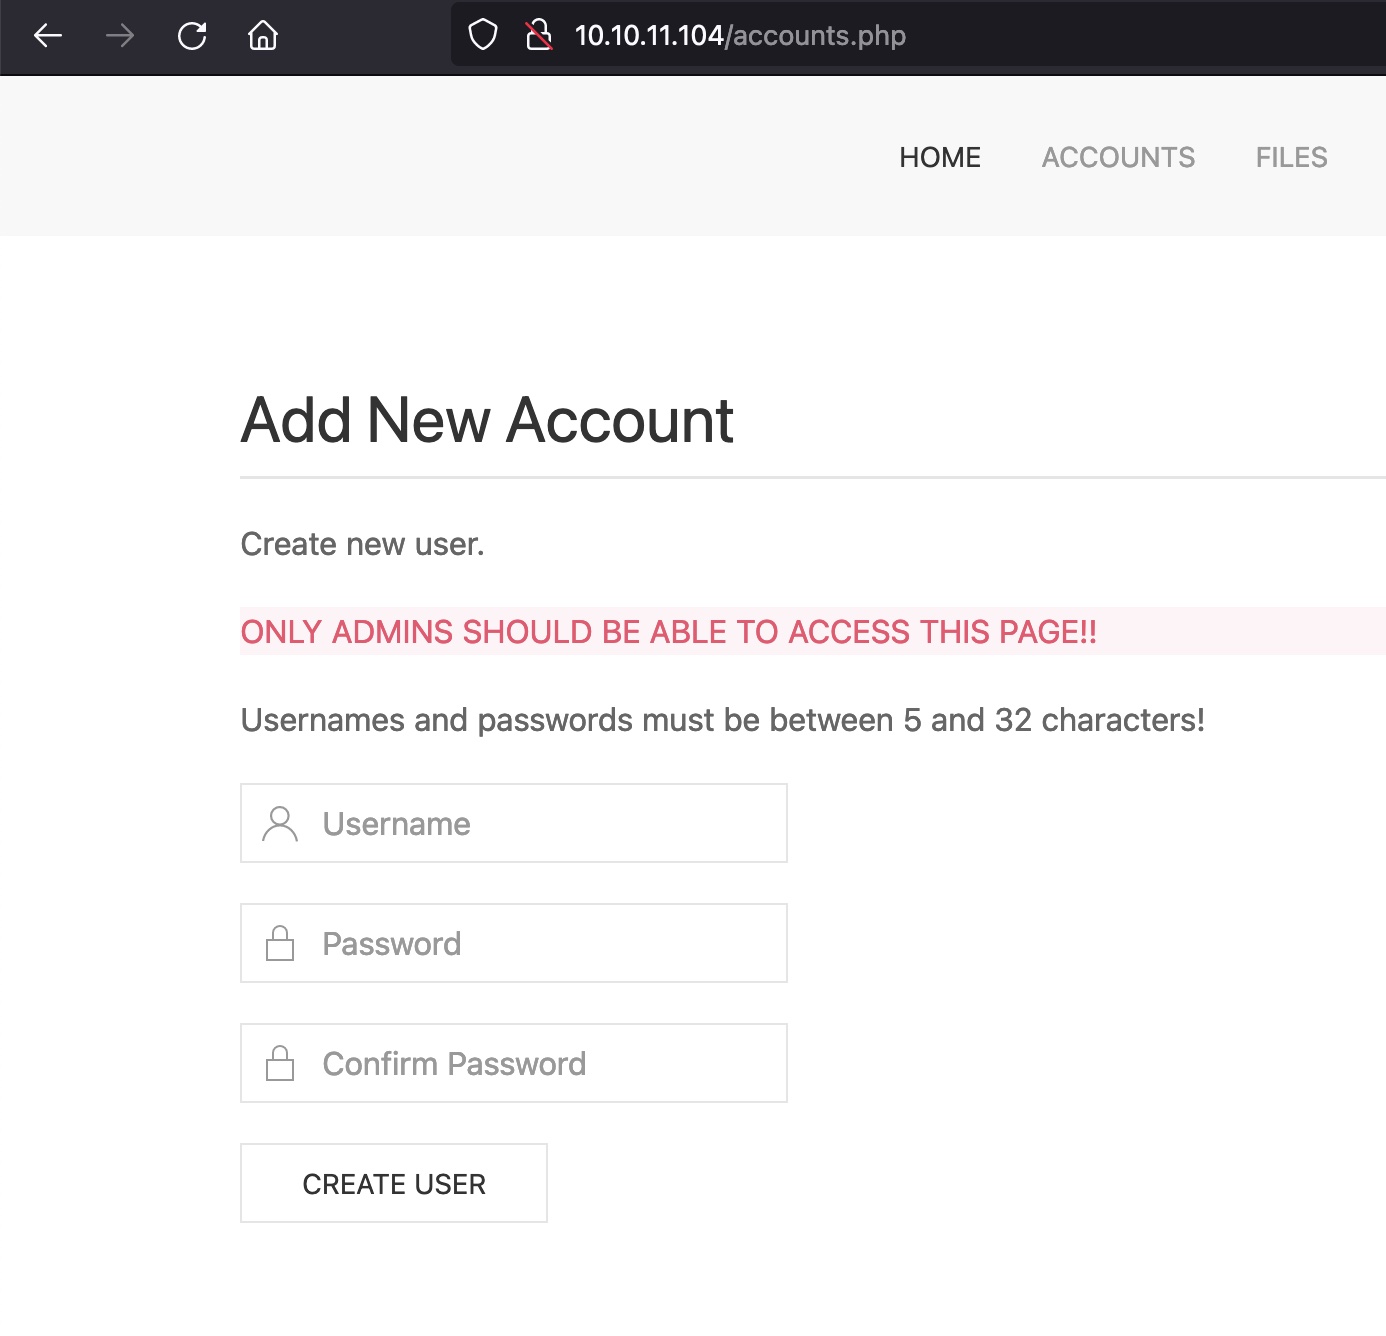 10.10.11.104/accounts.php
HOME ACCOUNTS FILES
Add New Account
Create new user.
ONLY ADMINS SHOULD BE ABLE TO ACCESS THIS PAGE!!
Usernames and passwords must be between 5 and 32 characters!
Username
Password
Confirm Password
CREATE USER